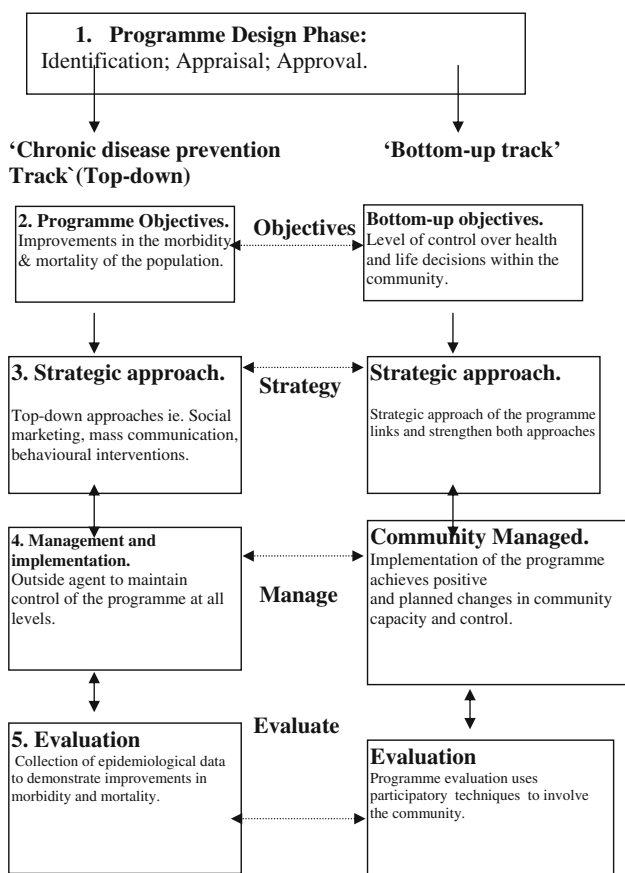 1. Programme Design Phase:
Identification; Appraisal; Approval.
‘Chronic disease prevention
Track`(Top-down)
‘Bottom-up track’
2. Programme Objectives.
Improvements in the morbidity
& mortality of the population.
Objectives
Bottom-up objectives.
Level of control over health
and life decisions within the
community.
3. Strategic approach.
Top-down approaches ie. Social
marketing, mass communication,
behavioural interventions.
Strategy
Strategic approach.
Strategic approach of the programme
links and strengthen both approaches
4. Management and
implementation.
Outside agent to maintain
control of the programme at all
levels.
Manage
Community Managed.
Implementation of the programme
achieves positive
and planned changes in community
capacity and control.
5. Evaluation
Collection of epidemiological data
to demonstrate improvements in
morbidity and mortality.
Evaluate
Evaluation
Programme evaluation uses
participatory techniques to involve
the community.